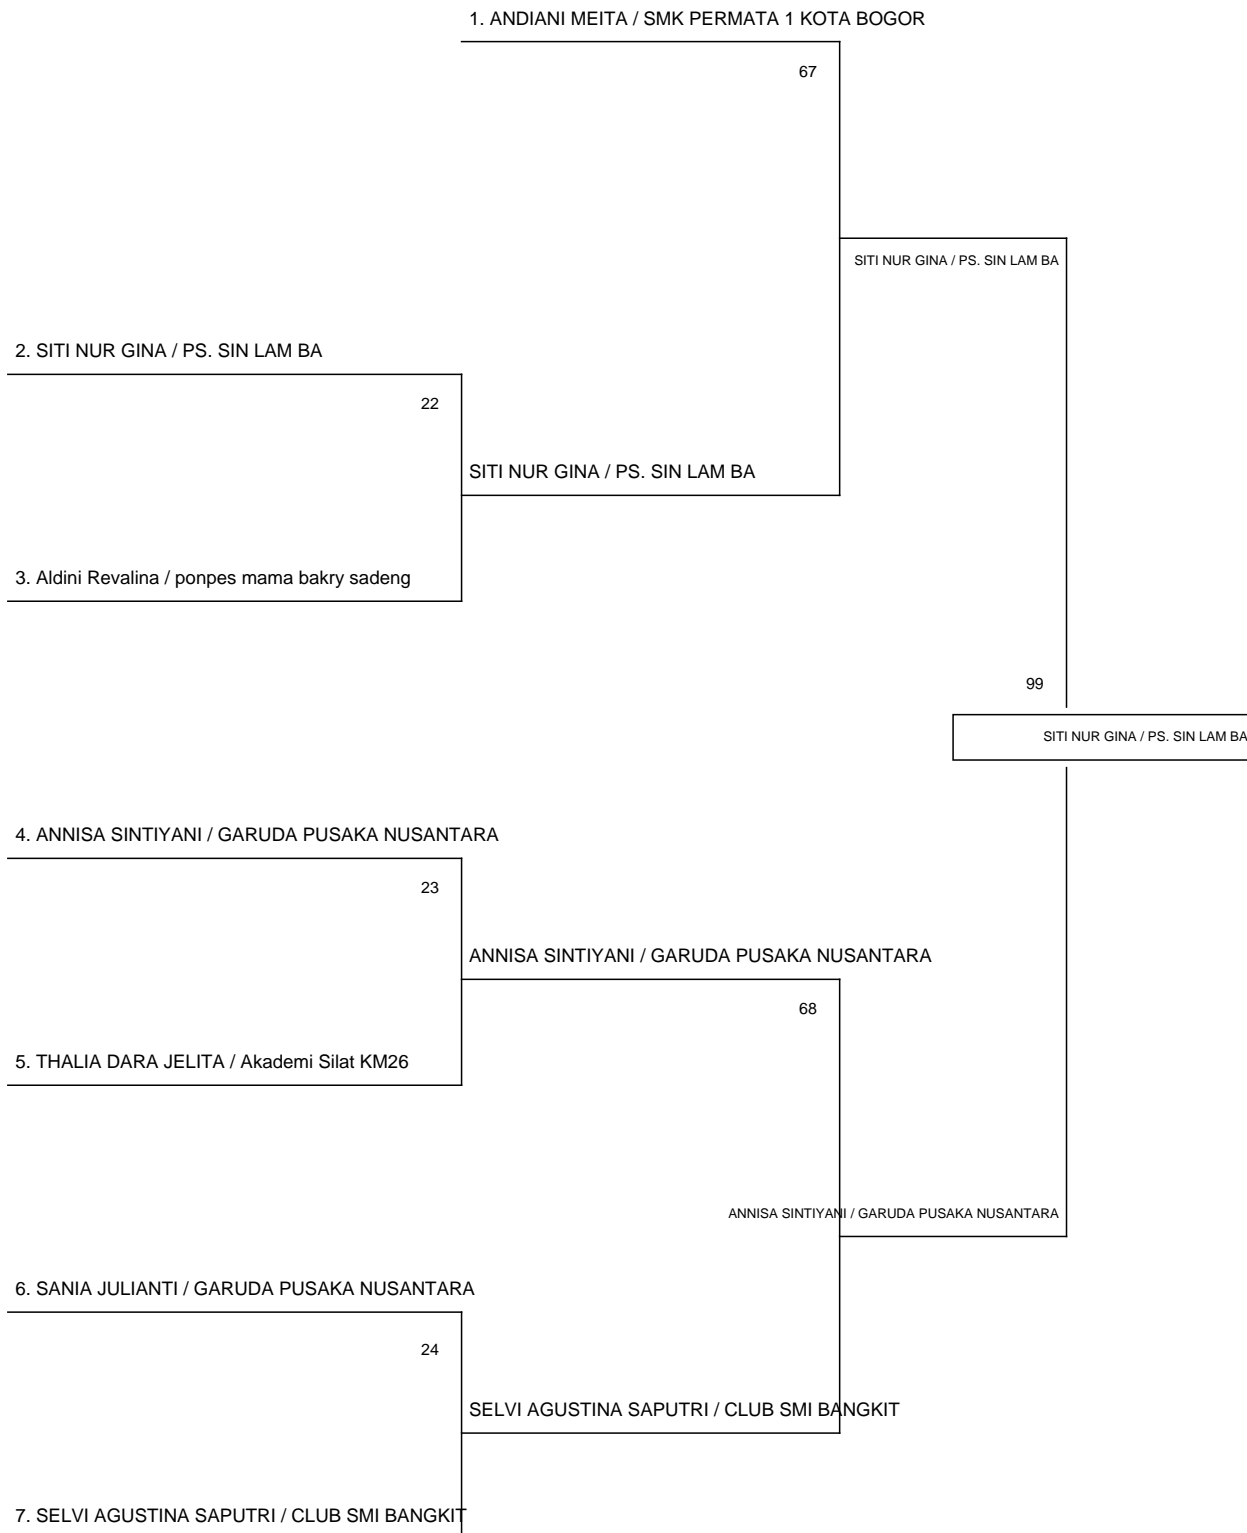 1. ANDIANI MEITA / SMK PERMATA 1 KOTA BOGOR
67
SITI NUR GINA / PS. SIN LAM BA
2. SITI NUR GINA / PS. SIN LAM BA
22
SITI NUR GINA / PS. SIN LAM BA
3. Aldini Revalina / ponpes mama bakry sadeng
99
SITI NUR GINA / PS. SIN LAM BA
4. ANNISA SINTIYANI / GARUDA PUSAKA NUSANTARA
23
ANNISA SINTIYANI / GARUDA PUSAKA NUSANTARA
68
5. THALIA DARA JELITA / Akademi Silat KM26
ANNISA SINTIYANI / GARUDA PUSAKA NUSANTARA
6. SANIA JULIANTI / GARUDA PUSAKA NUSANTARA
24
SELVI AGUSTINA SAPUTRI / CLUB SMI BANGKIT
7. SELVI AGUSTINA SAPUTRI / CLUB SMI BANGKIT